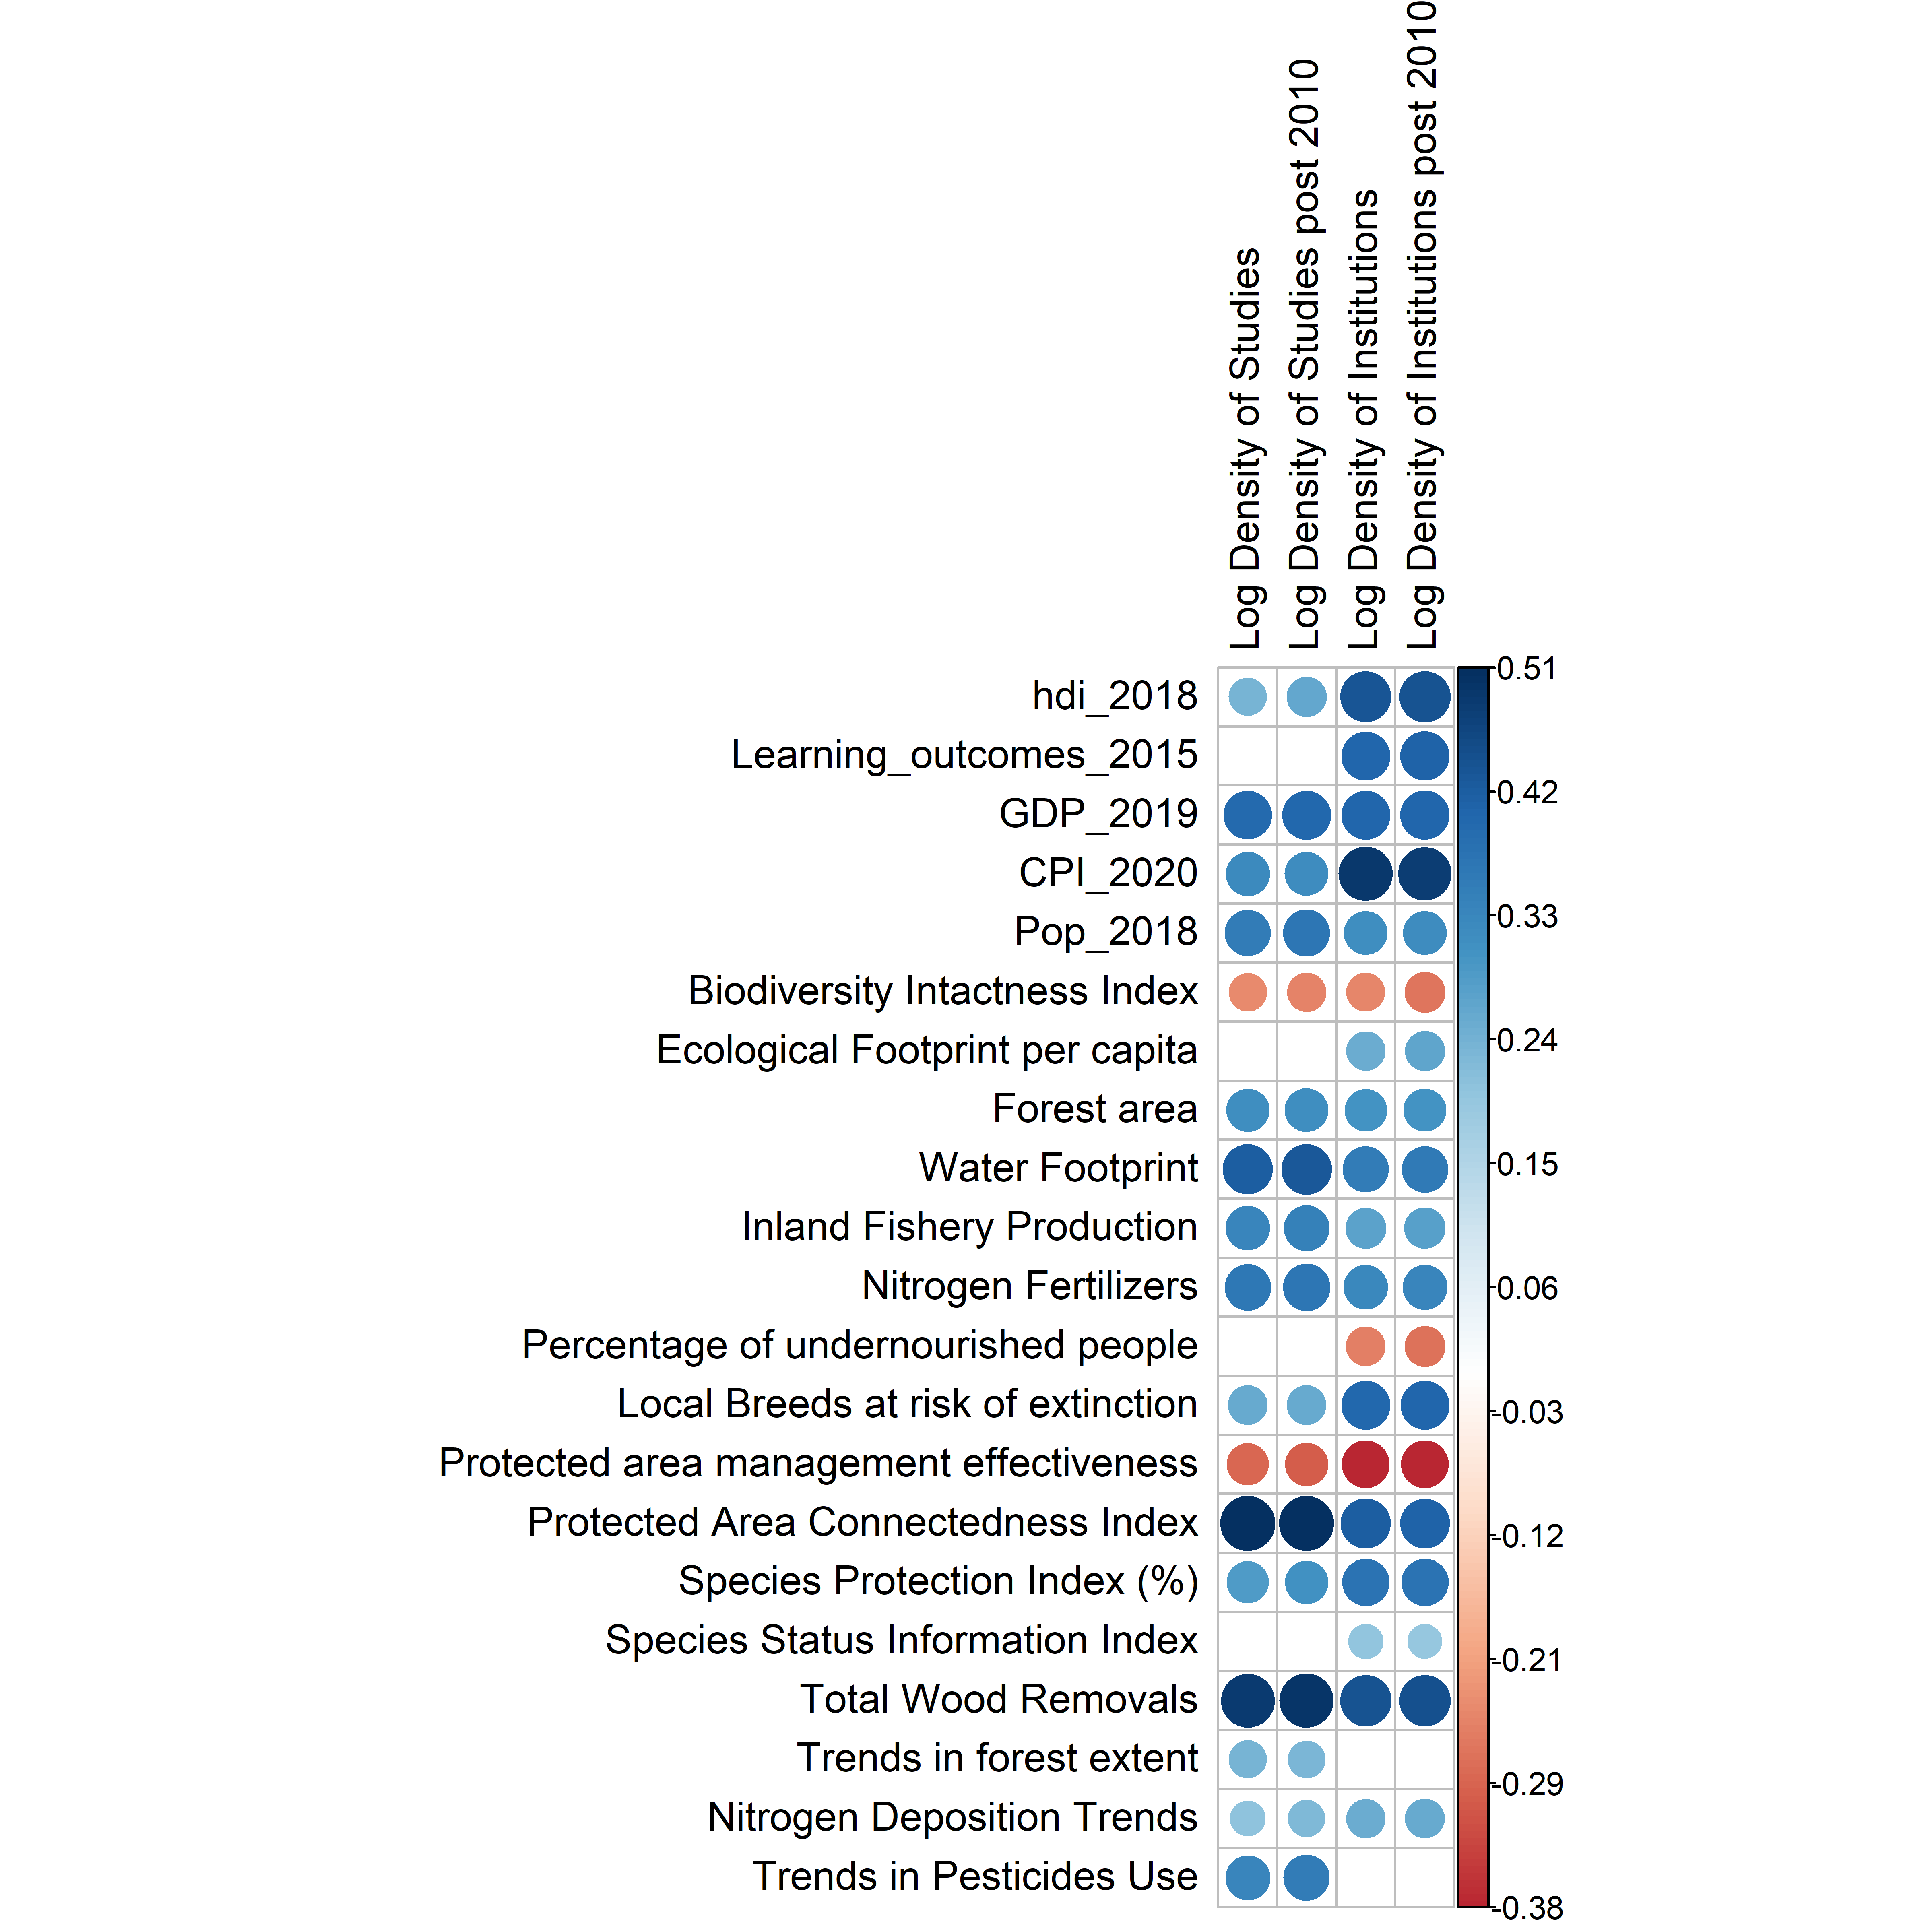 Log Density of Studies
Log Density of Studies post 2010
Log Density of Institutions
Log Density of Institutions post 2010
hdi_2018
Learning_outcomes_2015
GDP_2019
CPI_2020
Pop_2018
Biodiversity Intactness Index
Ecological Footprint per capita
Forest area
Water Footprint
Inland Fishery Production
Nitrogen Fertilizers
Percentage of undernourished people
Local Breeds at risk of extinction
Protected area management effectiveness
Protected Area Connectedness Index
Species Protection Index (%)
Species Status Information Index
Total Wood Removals
Trends in forest extent
Nitrogen Deposition Trends
Trends in Pesticides Use
0.51
0.42
0.33
0.24
0.15
0.06
-0.03
-0.12
-0.21
-0.29
-0.38